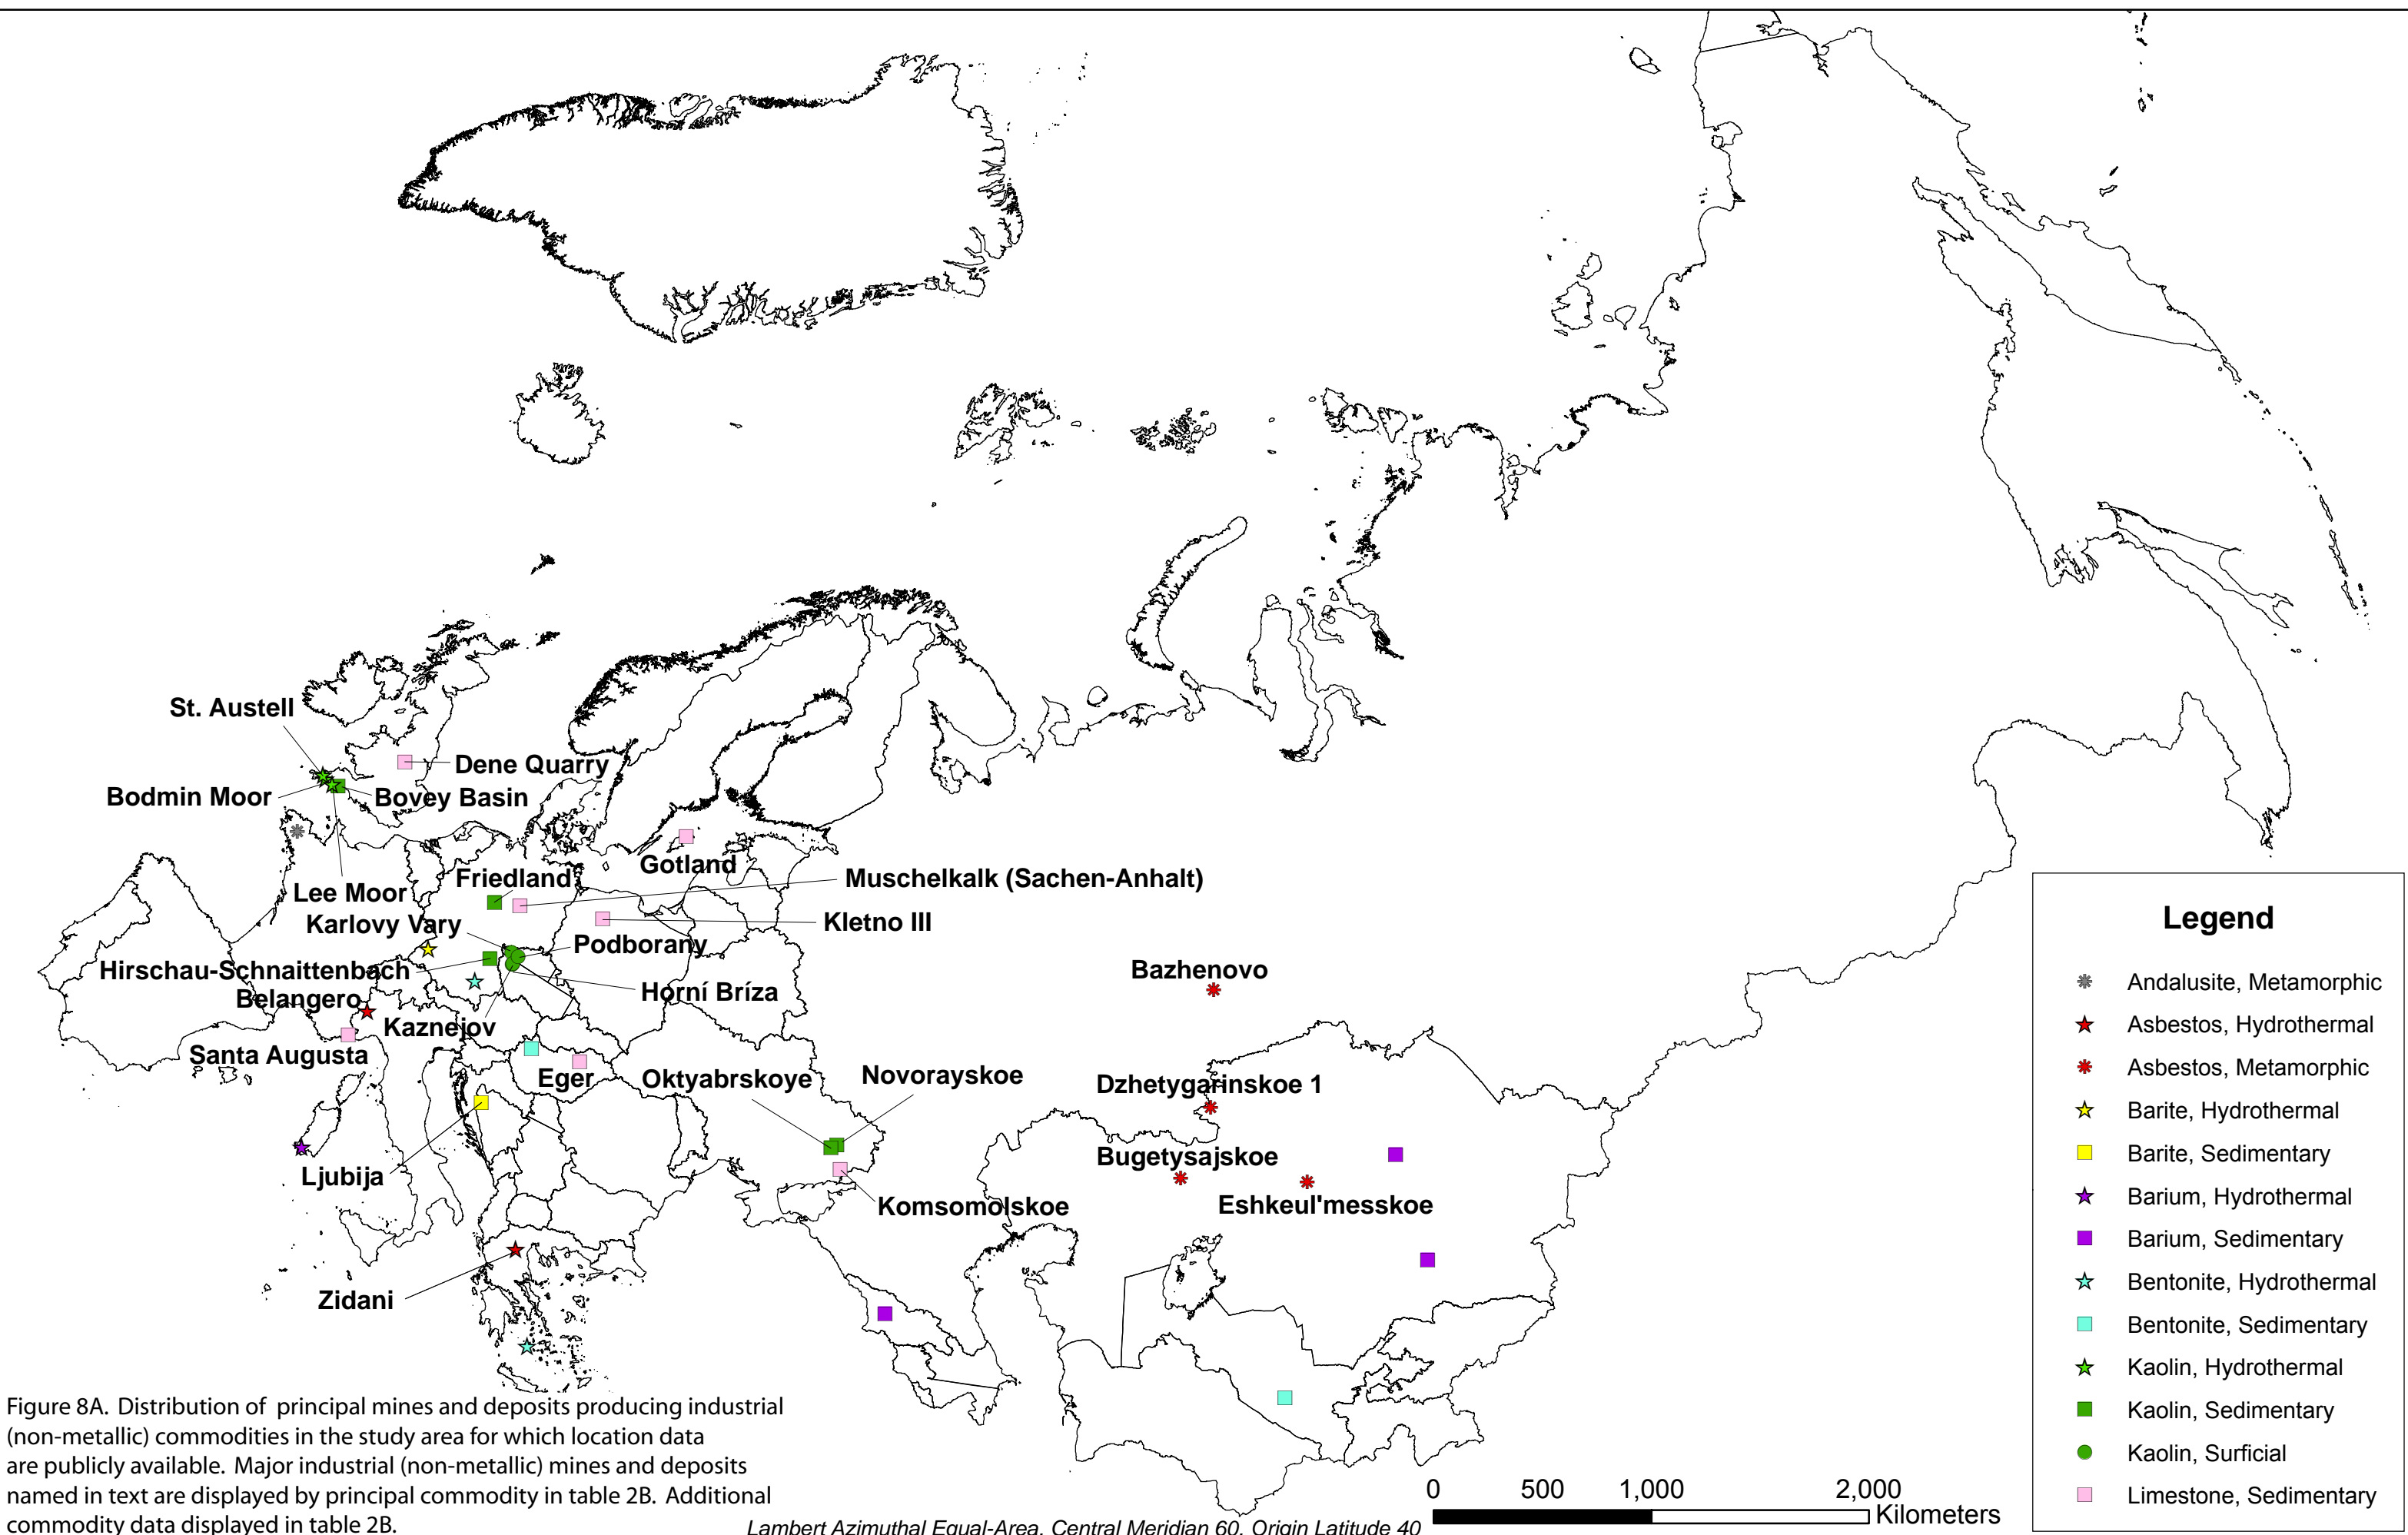 St. Austell
Dene Quarry
Bodmin Moor
Bovey Basin
Gotland
Lee Moor
Friedland
Muschelkalk (Sachen-Anhalt)
Karlovy Vary
Kletno III
Podborany
Hirschau-Schnaittenbach
Bazhenovo
Belangero
Horní Bríza
Kaznejov
Santa Augusta
Eger
Oktyabrskoye
Novorayskoe
Dzhetygarinskoe 1
Bugetysajskoe
Ljubija
Komsomolskoe
Eshkeul'messkoe
Zidani
Legend
Andalusite, Metamorphic
Asbestos, Hydrothermal
Asbestos, Metamorphic
Barite, Hydrothermal
Barite, Sedimentary
Barium, Hydrothermal
Barium, Sedimentary
Bentonite, Hydrothermal
Bentonite, Sedimentary
Kaolin, Hydrothermal
Kaolin, Sedimentary
Kaolin, Surficial
Limestone, Sedimentary
Figure 8A. Distribution of principal mines and deposits producing industrial
(non-metallic) commodities in the study area for which location data
are publicly available. Major industrial (non-metallic) mines and deposits
named in text are displayed by principal commodity in table 2B. Additional
commodity data displayed in table 2B.
0 500 1,000 2,000
Kilometers
Lambert Azimuthal Equal-Area, Central Meridian 60, Origin Latitude 40